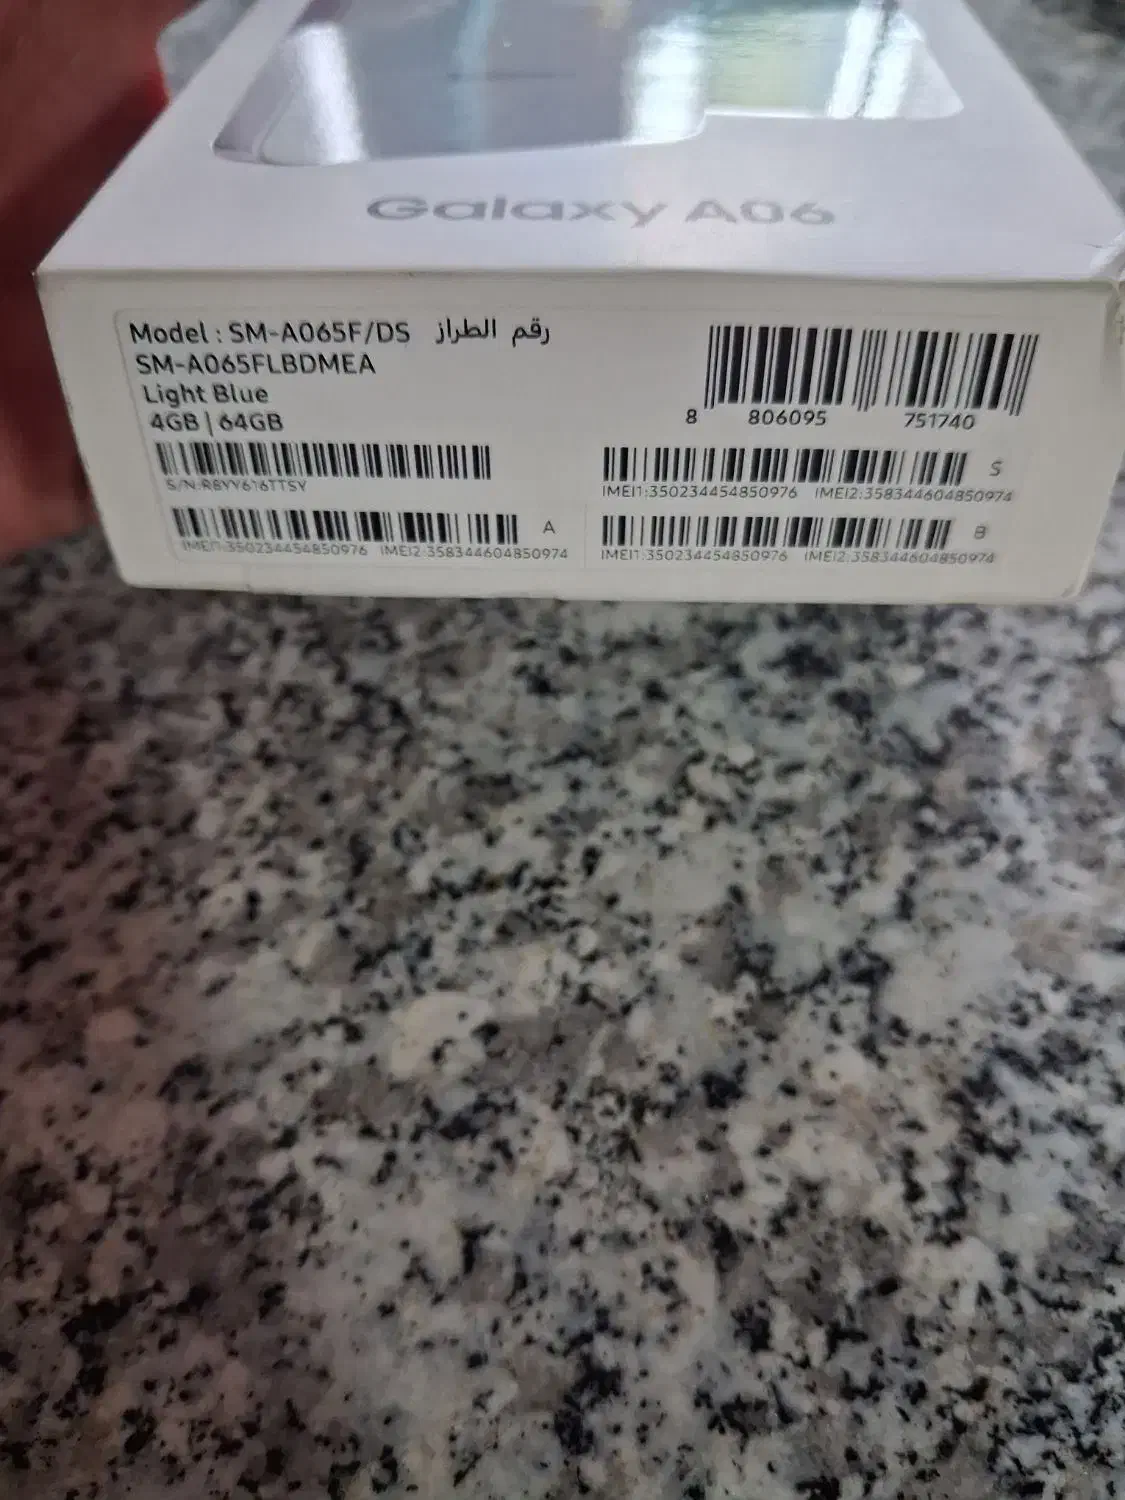 Galaxy A06
Model : SM-A065F/DS رقم الطراز
SM-A065FLBDMEA
Light Blue
4GB | 64GB
8 806095 751740
S/N:R8YY616TTSY
S
IMEI1:350234454850976 IMEI2:358344604850974
A
IMEI1:350234454850976 IMEI2:358344604850974
B
IMEI1:350234454850976 IMEI2:358344604850974